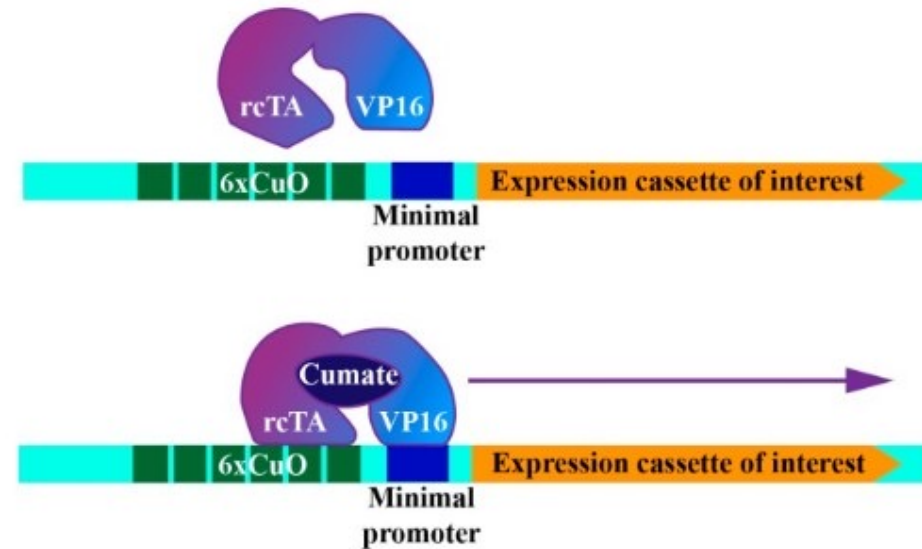 rcTA
VP16
6xCuO
Expression cassette of interest
Minimal
promoter
Cumate
rcTA
VP16
6xCuO
Expression cassette of interest
Minimal
promoter